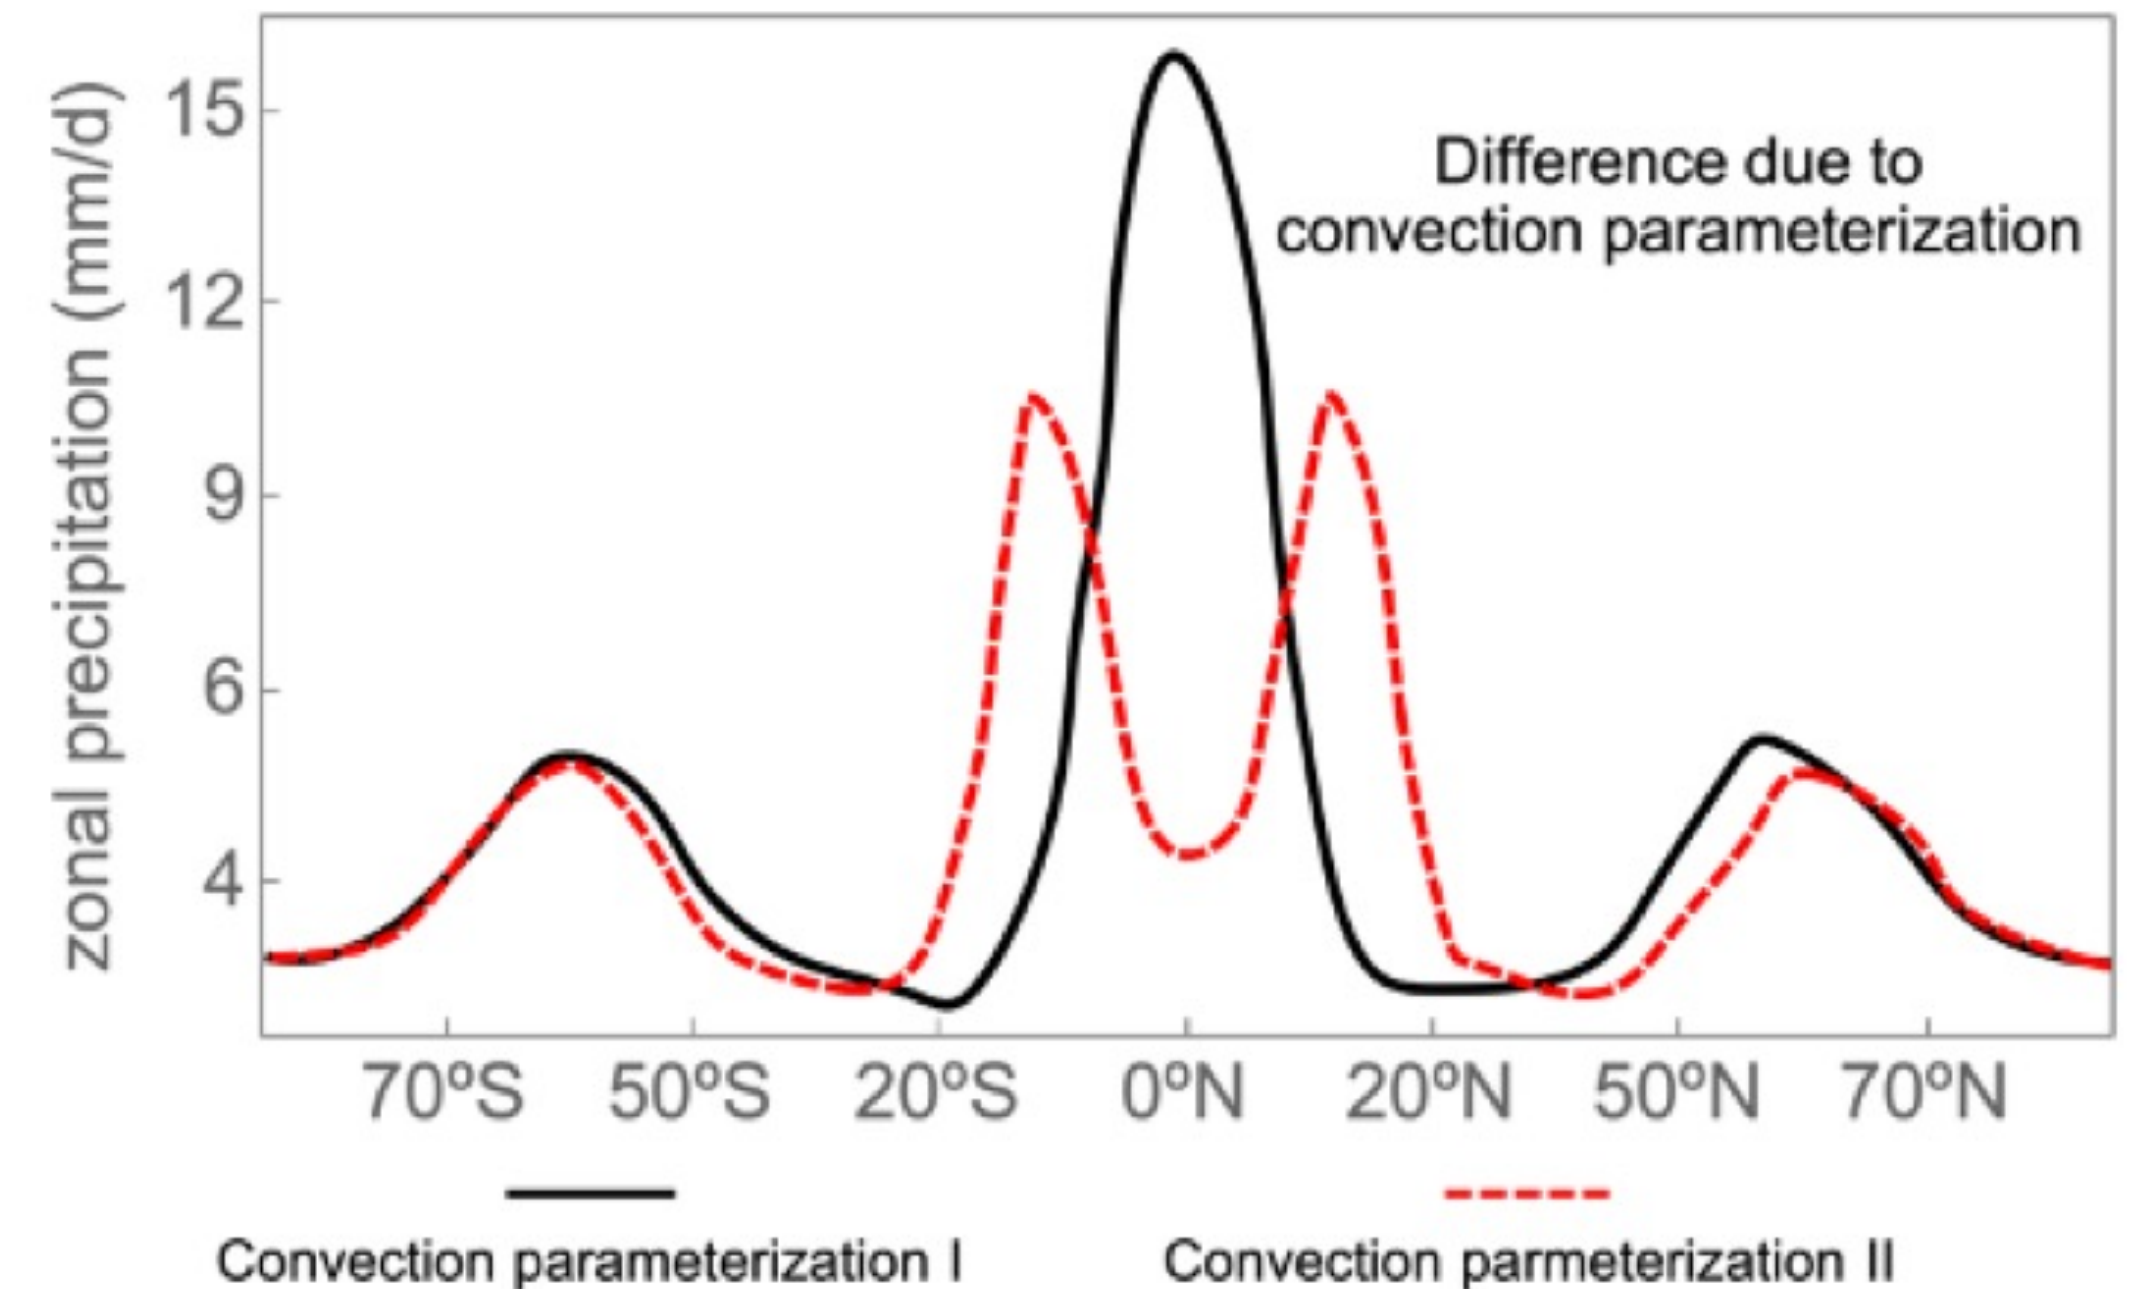 zonal precipitation (mm/d)
15
12
9
6
4
Difference due to
convection parameterization
70ºS 50ºS 20ºS 0ºN 20ºN 50ºN 70ºN
Convection parameterization I
Convection parmeterization II